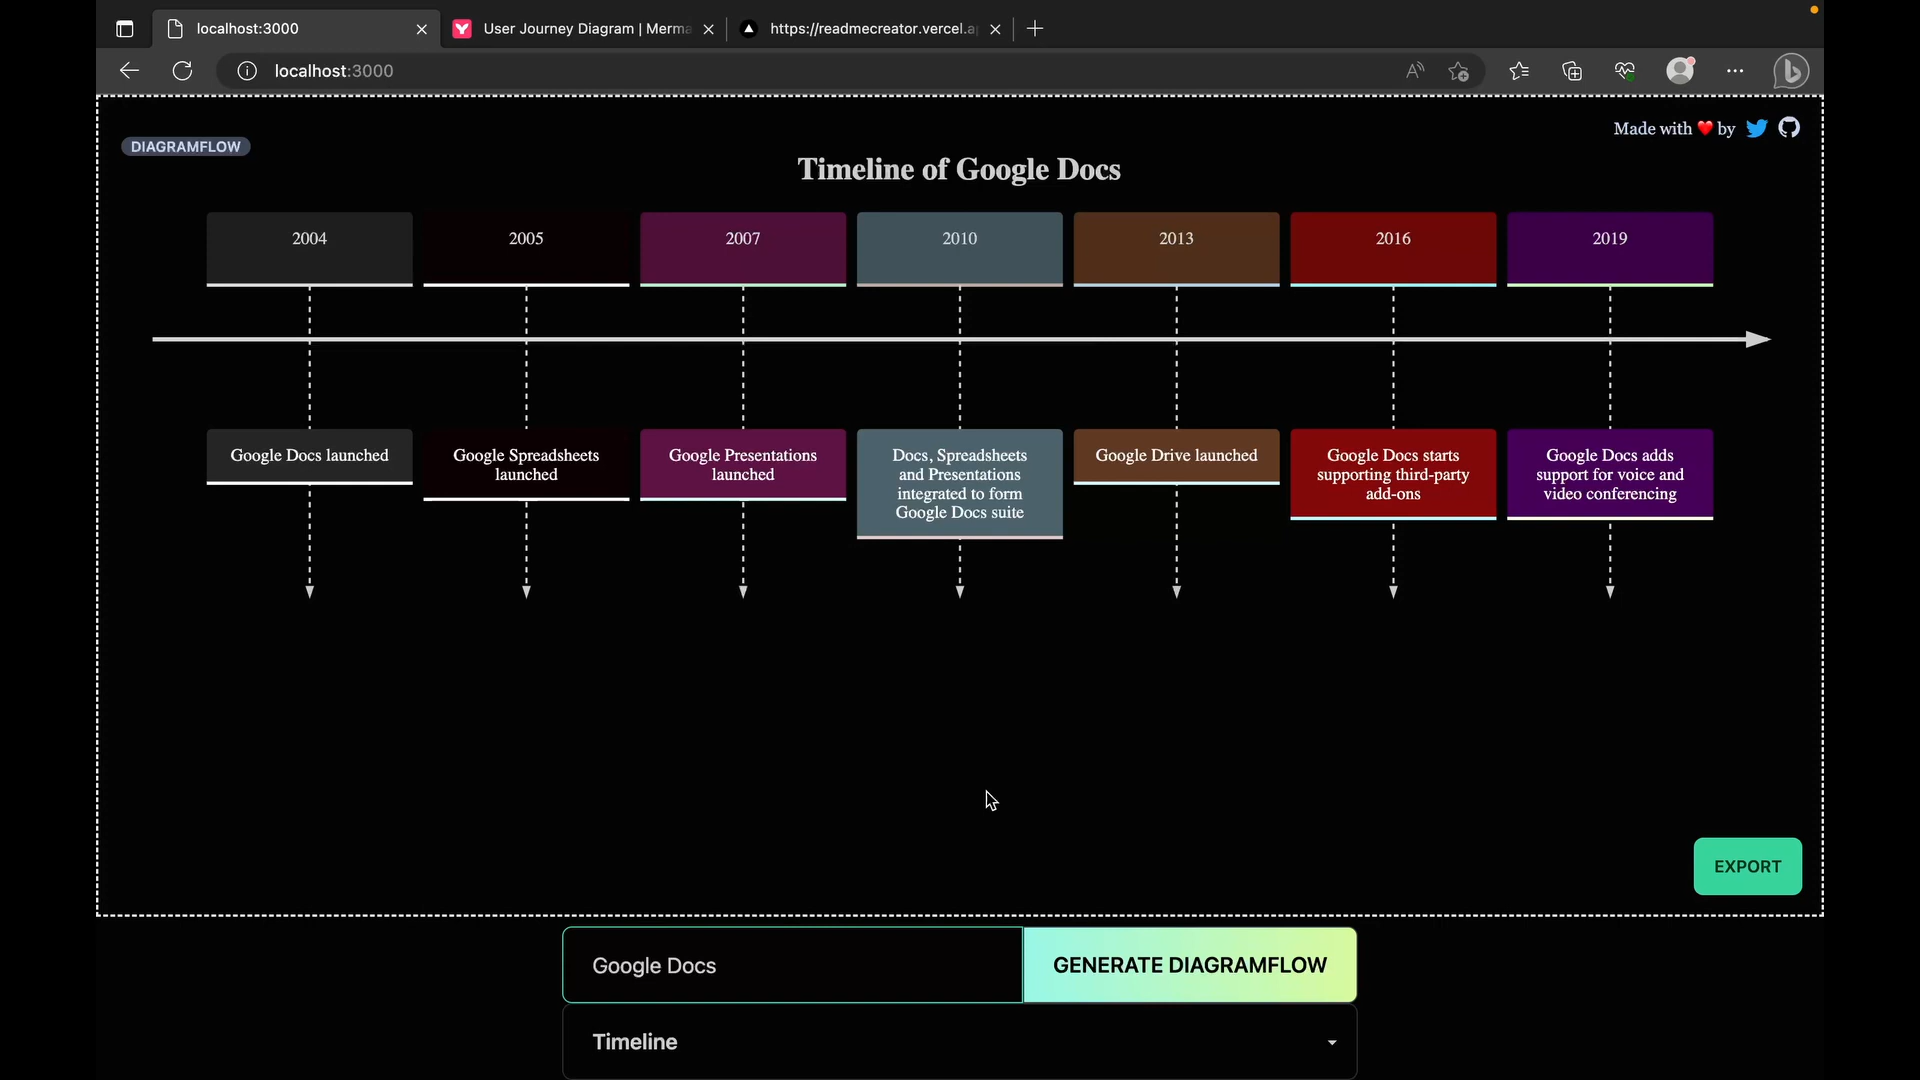 localhost:3000
User Journey Diagram | Merma
https://readmecreator.vercel.a
localhost:3000
Made with ❤️ by
DIAGRAMFLOW
Timeline of Google Docs
2004
2005
2007
2010
2013
2016
2019
Google Docs launched
Google Spreadsheets
launched
Google Presentations
launched
Docs, Spreadsheets
and Presentations
integrated to form
Google Docs suite
Google Drive launched
Google Docs starts
supporting third-party
add-ons
Google Docs adds
support for voice and
video conferencing
EXPORT
Google Docs
GENERATE DIAGRAMFLOW
Timeline